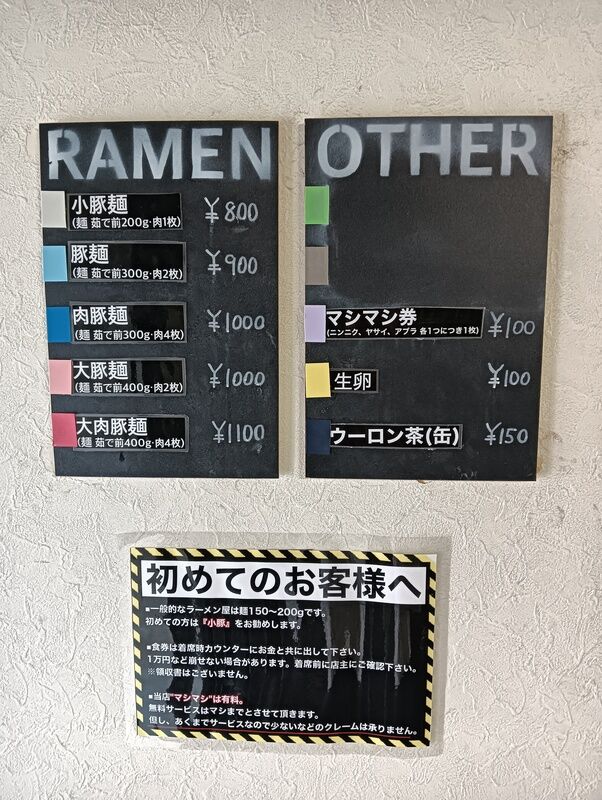 RAMEN
小豚麺 ¥800
(麺 茹で前200g·肉1枚)
豚麺 ¥900
(麺 茹で前300g·肉2枚)
肉豚麺 ¥1000
(麺 茹で前300g·肉4枚)
大豚麺 ¥1000
(麺 茹で前400g·肉2枚)
大肉豚麺 ¥1100
(麺 茹で前400g·肉4枚)
OTHER
マシマシ券 ¥100
(ニンニク、ヤサイ、アブラ 各1つにつき1枚)
生卵 ¥100
ウーロン茶(缶) ¥150
初めてのお客様へ
■一般的なラーメン屋は麺150〜200gです。
初めての方は『小豚』をお勧めします。
■食券は着席時カウンターにお金と共に出して下さい。
1万円など崩せない場合があります。着席前に店主にご確認下さい。
※領収書はございません。
■当店"マシマシ"は有料。
無料サービスはマシまでとさせて頂きます。
但し、あくまでサービスなので少ないなどのクレームは承りません。